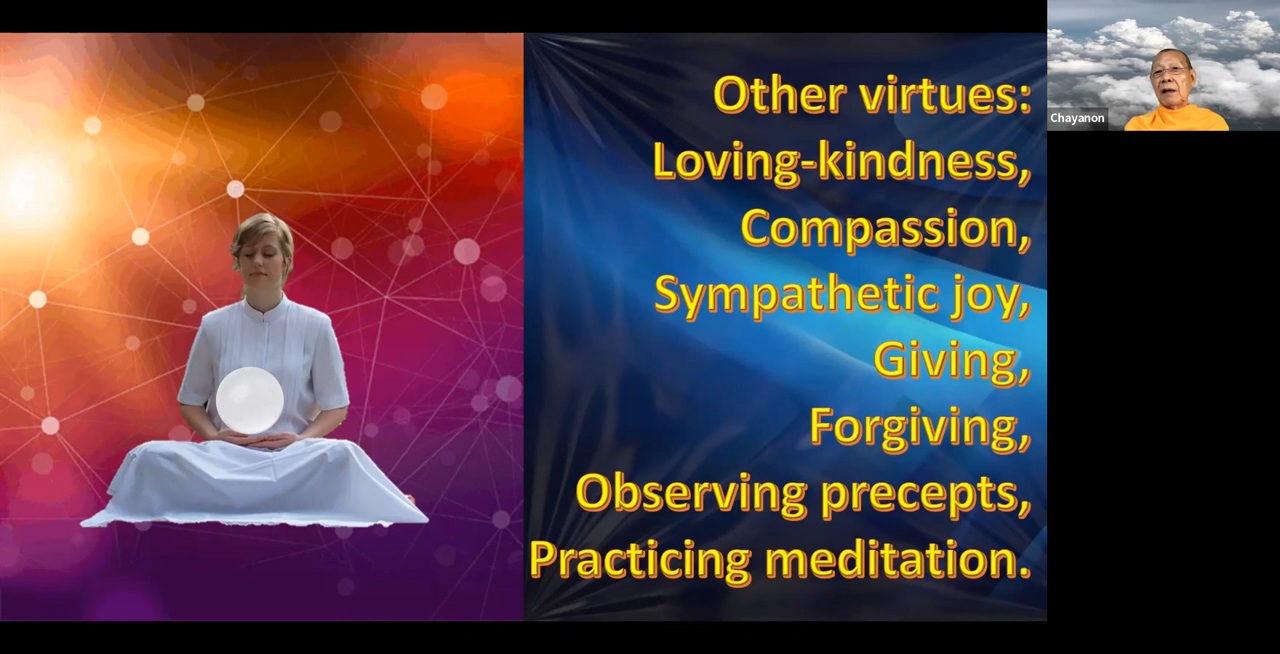 Other virtues:
Loving-kindness,
Compassion,
Sympathetic joy,
Giving,
Forgiving,
Observing precepts,
Practicing meditation.
Chayanon